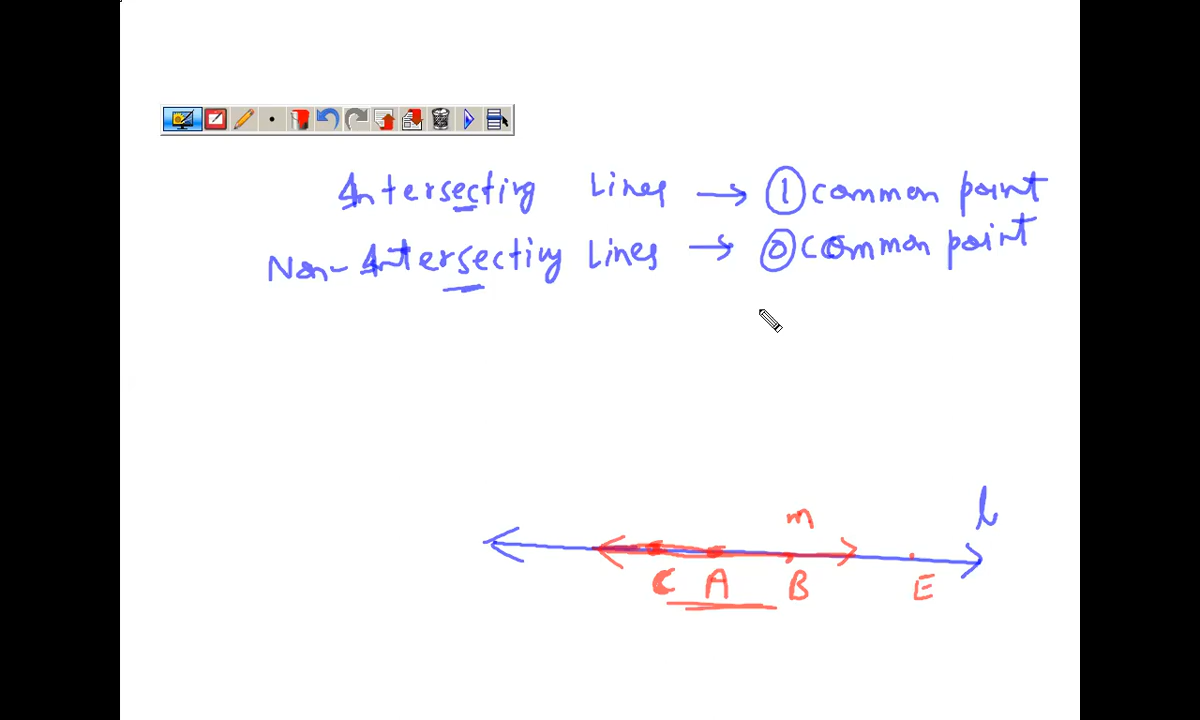 Intersecting Lines → 1 common point
Non-Intersecting Lines → 0 common point
m l
C A B E